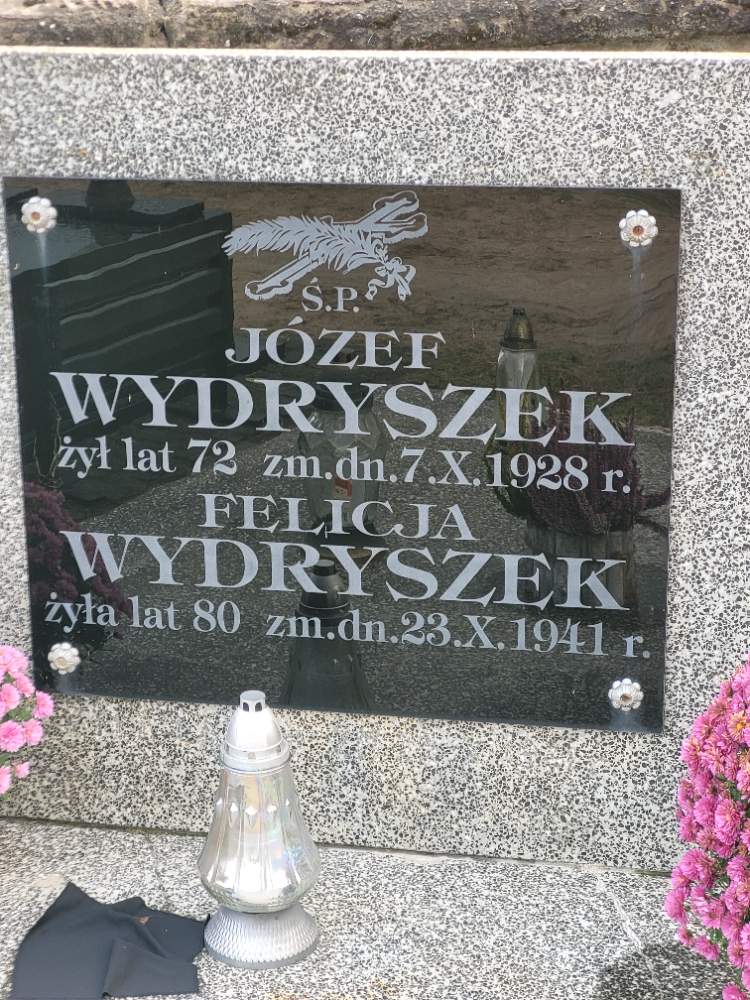 Ś.P.
JÓZEF
WYDRYSZEK
żył lat 72 zm.dn.7.X.1928 r.
FELICJA
WYDRYSZEK
żyła lat 80 zm.dn.23.X.1941 r.